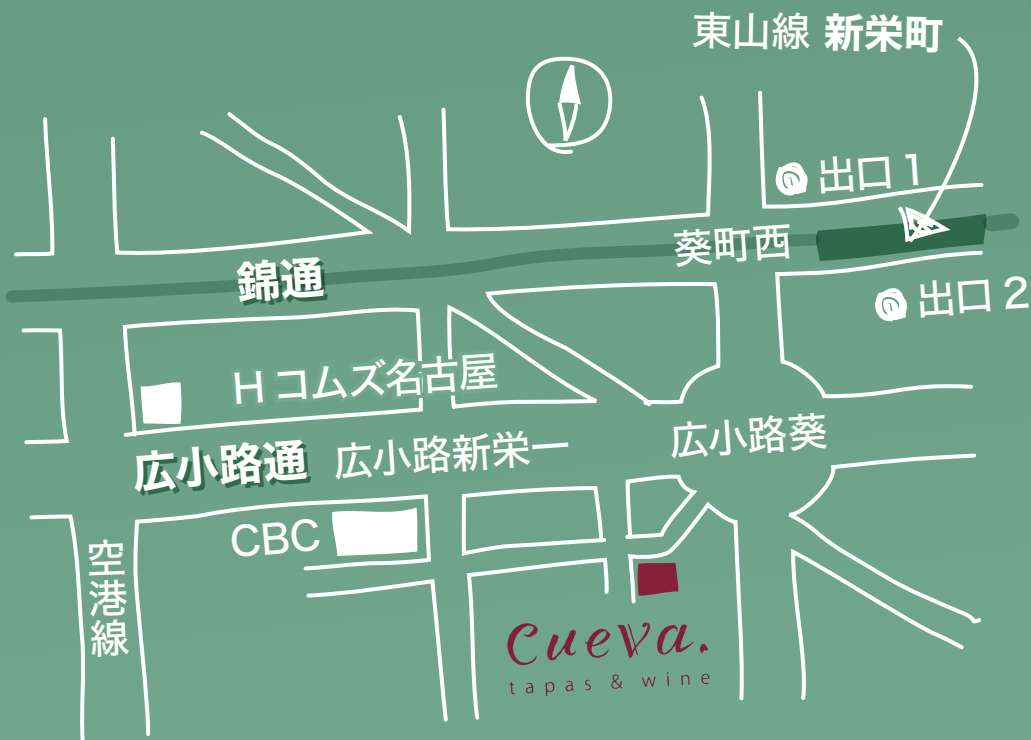 東山線 新栄町
出口 1
葵町西
錦通
出口 2
H コムズ名古屋
広小路葵
広小路通
広小路新栄一
CBC
空港線
cueva.
tapas & wine